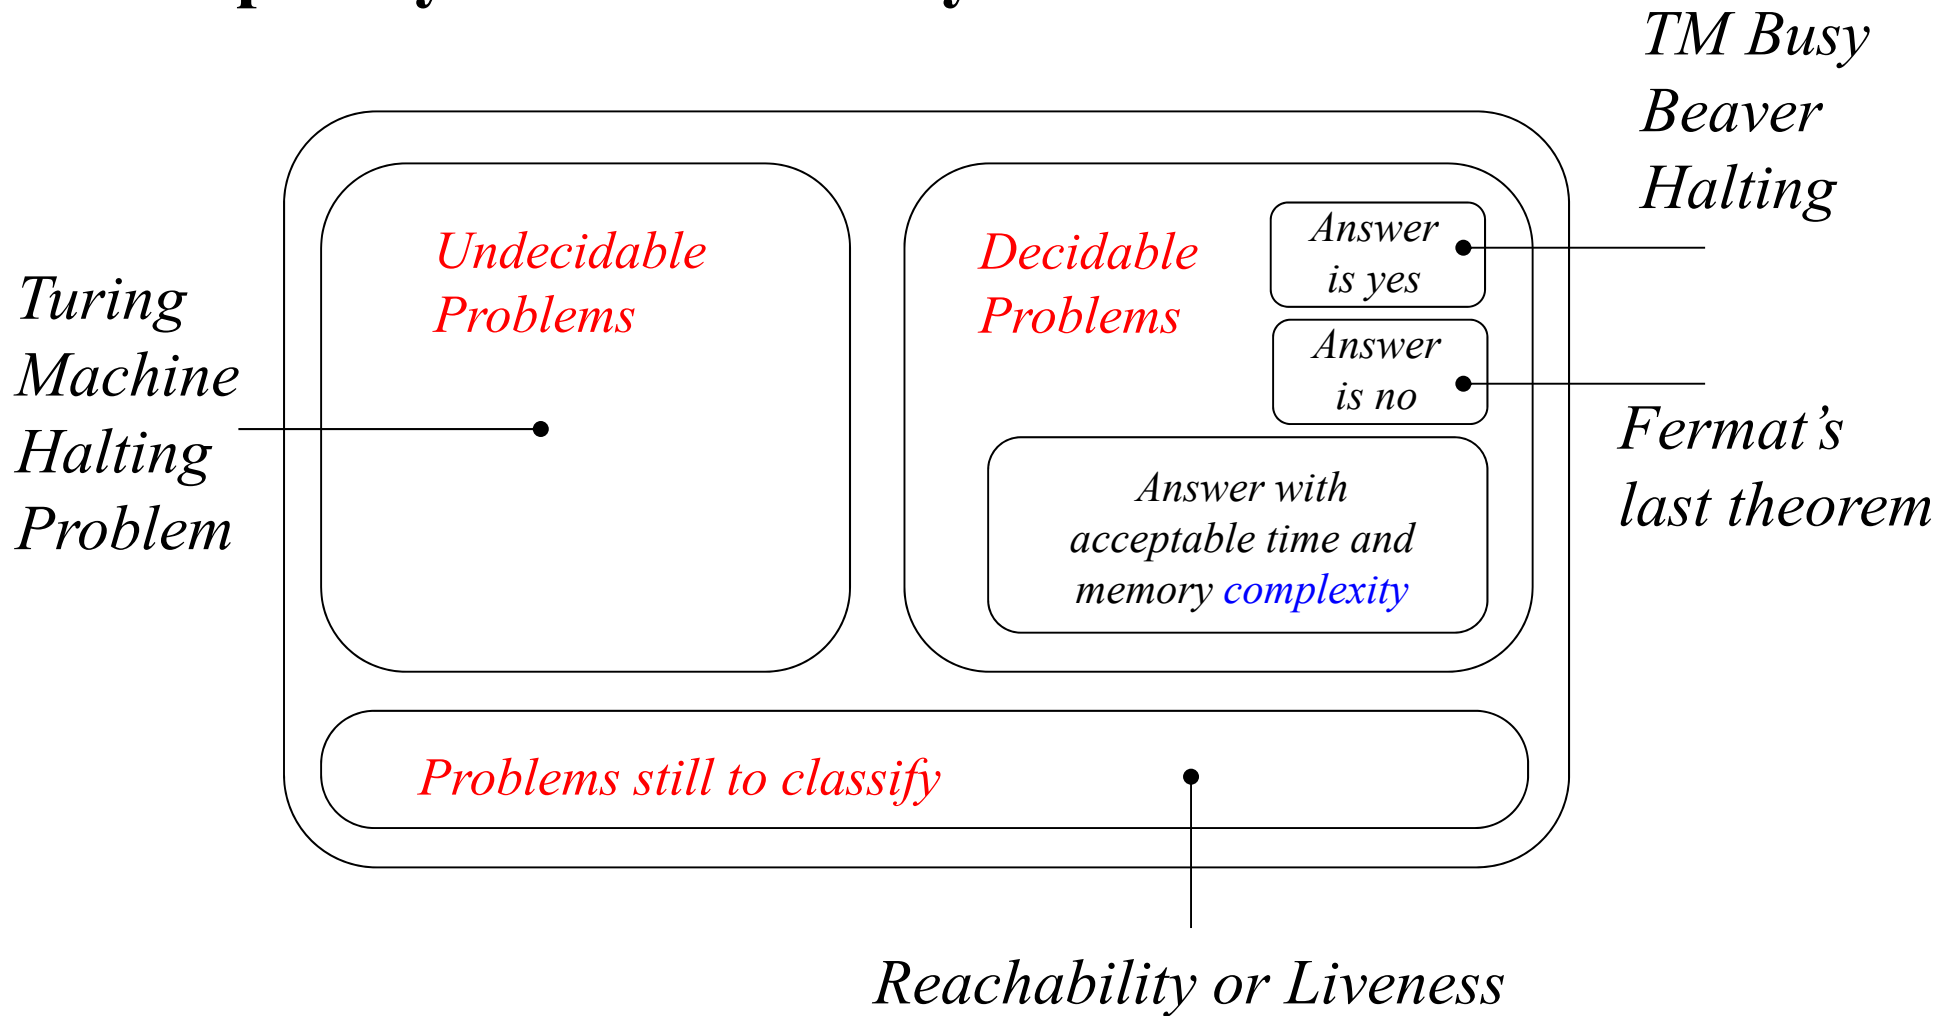 TM Busy
Beaver
Halting
Turing
Machine
Halting
Problem
Undecidable
Problems
Decidable
Problems
Answer
is yes
Answer
is no
Answer with
acceptable time and
memory complexity
Fermat’s
last theorem
Problems still to classify
Reachability or Liveness